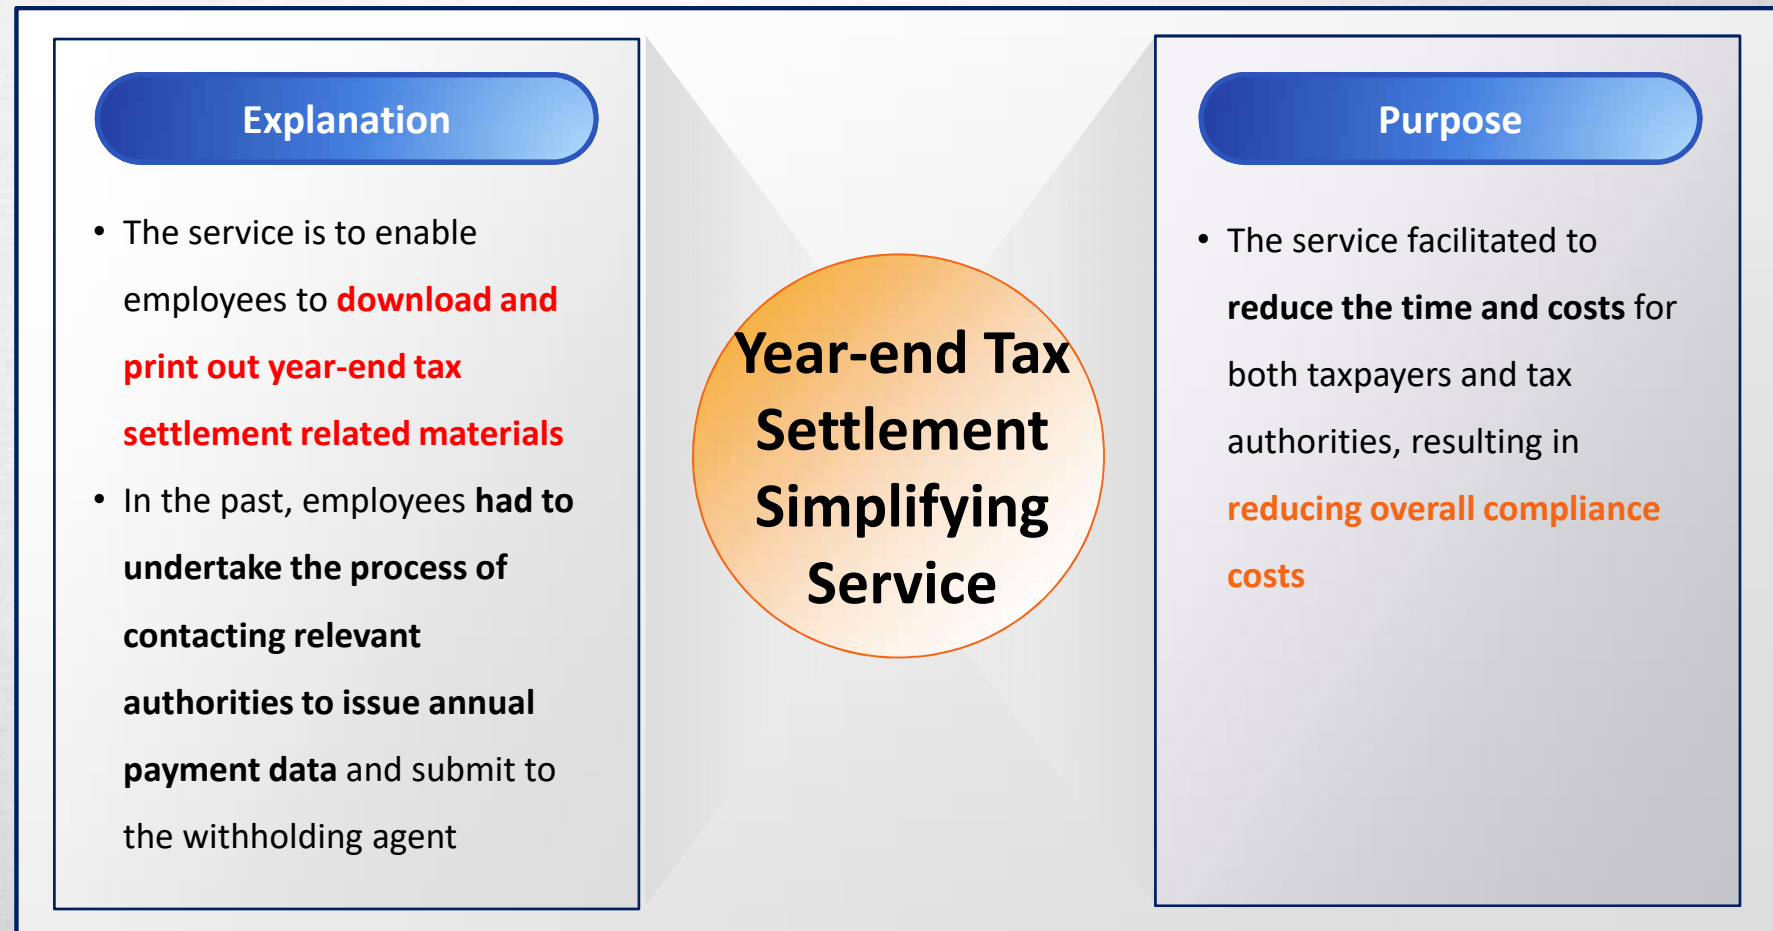 Explanation
• The service is to enable
employees to download and
print out year-end tax
settlement related materials
• In the past, employees had to
undertake the process of
contacting relevant
authorities to issue annual
payment data and submit to
the withholding agent
Year-end Tax
Settlement
Simplifying
Service
Purpose
• The service facilitated to
reduce the time and costs for
both taxpayers and tax
authorities, resulting in
reducing overall compliance
costs